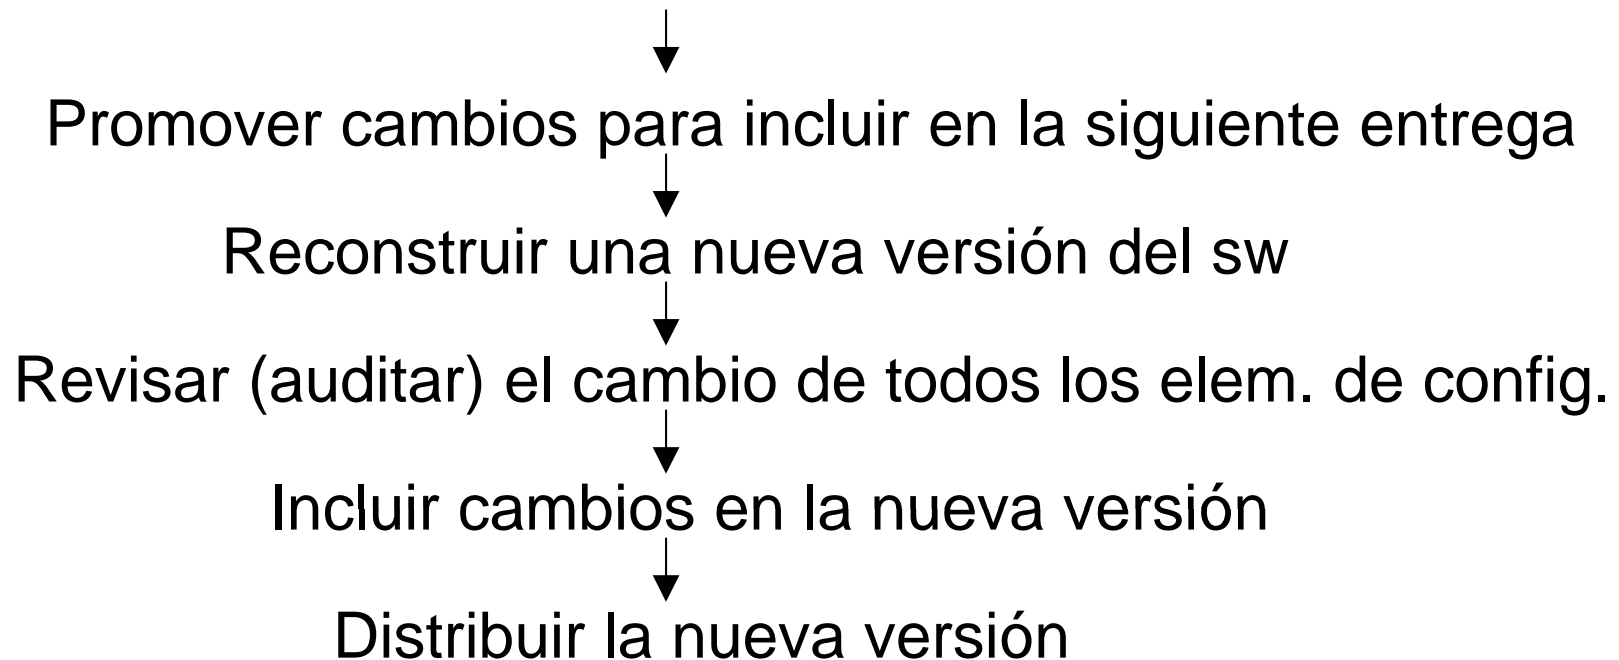 Promover cambios para incluir en la siguiente entrega
Reconstruir una nueva versión del sw
Revisar (auditar) el cambio de todos los elem. de config.
Incluir cambios en la nueva versión
Distribuir la nueva versión